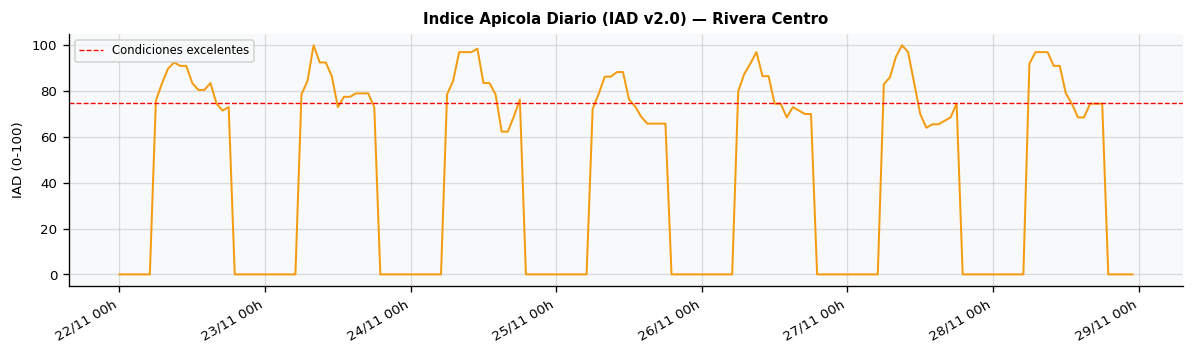 Indice Apicola Diario (IAD v2.0) — Rivera Centro
Condiciones excelentes
IAD (0-100)
100
80
60
40
20
0
22/11 00h
23/11 00h
24/11 00h
25/11 00h
26/11 00h
27/11 00h
28/11 00h
29/11 00h